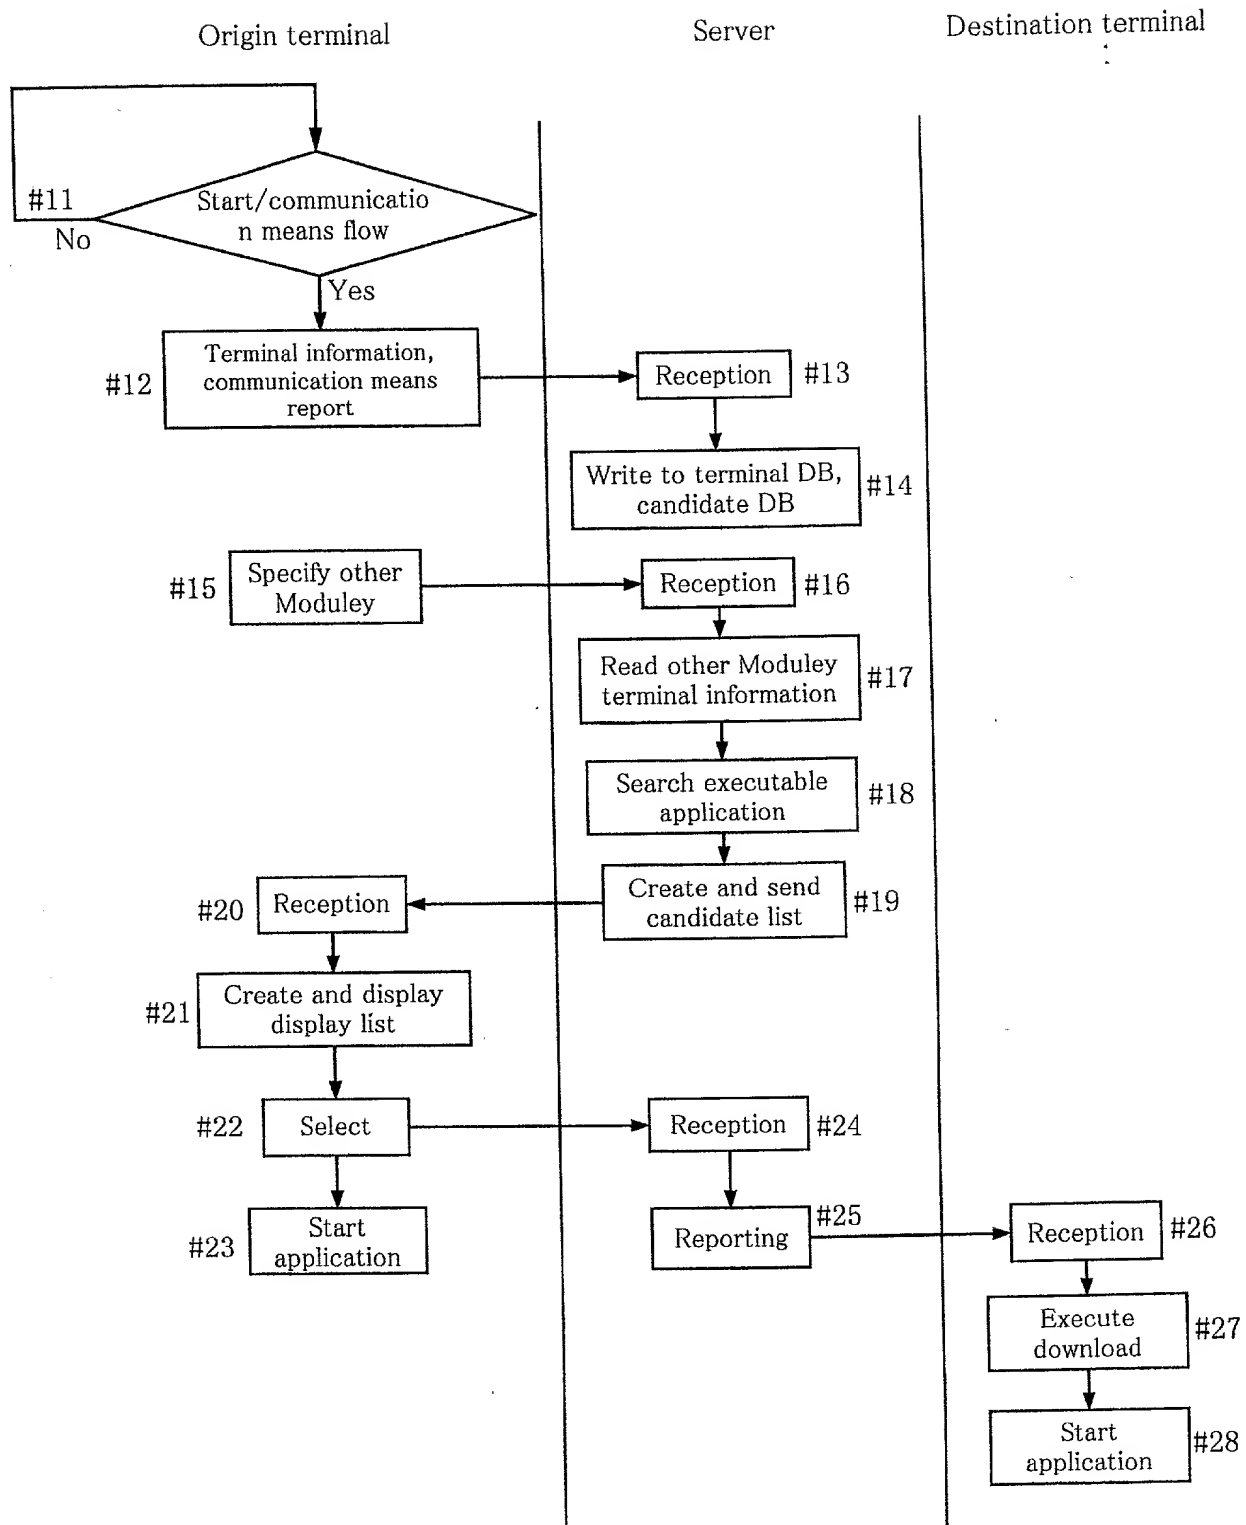 Origin terminal
Server
Destination terminal
#11
Start/communicatio
n means flow
No
Yes
#12
Terminal information,
communication means
report
Reception
#13
Write to terminal DB,
candidate DB
#14
#15
Specify other
Moduley
Reception
#16
Read other Moduley
terminal information
#17
Search executable
application
#18
Create and send
candidate list
#19
#20
Reception
#21
Create and display
display list
#22
Select
Reception
#24
#23
Start
application
Reporting
#25
Reception
#26
Execute
download
#27
Start
application
#28